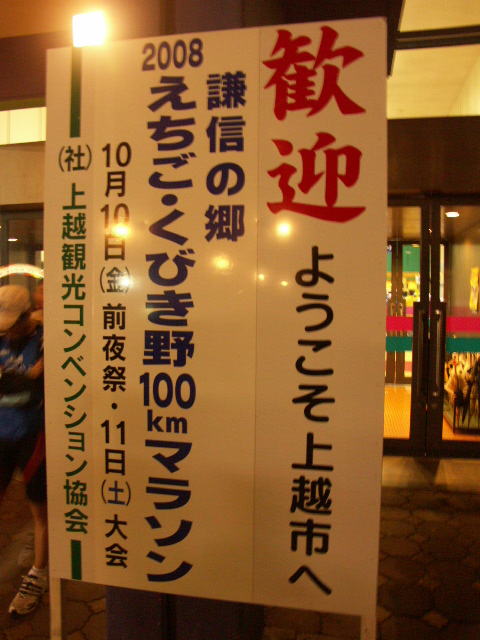 歓迎
ようこそ上越市へ
謙信の郷
2008
えちご・くびき野100kmマラソン
10月10日(金)前夜祭・11日(土)大会
(社)上越観光コンベンション協会